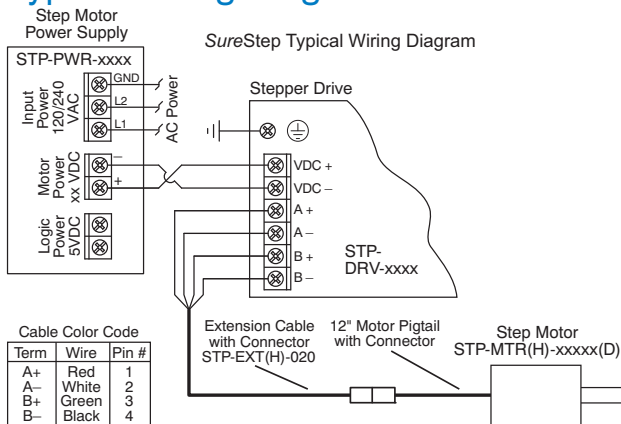 Step Motor
Power Supply
SureStep Typical Wiring Diagram
STP-PWR-xxxx
Input
Power
120/240
VAC
GND
L2
L1
AC Power
Motor
Power
xx VDC
–
+
Logic
Power
5VDC
Stepper Drive
VDC +
VDC –
A +
A –
B +
B –
STP-
DRV-xxxx
Cable Color Code
Term Wire Pin #
A+ Red 1
A– White 2
B+ Green 3
B– Black 4
Extension Cable
with Connector
STP-EXT(H)-020
12" Motor Pigtail
with Connector
Step Motor
STP-MTR(H)-xxxxx(D)